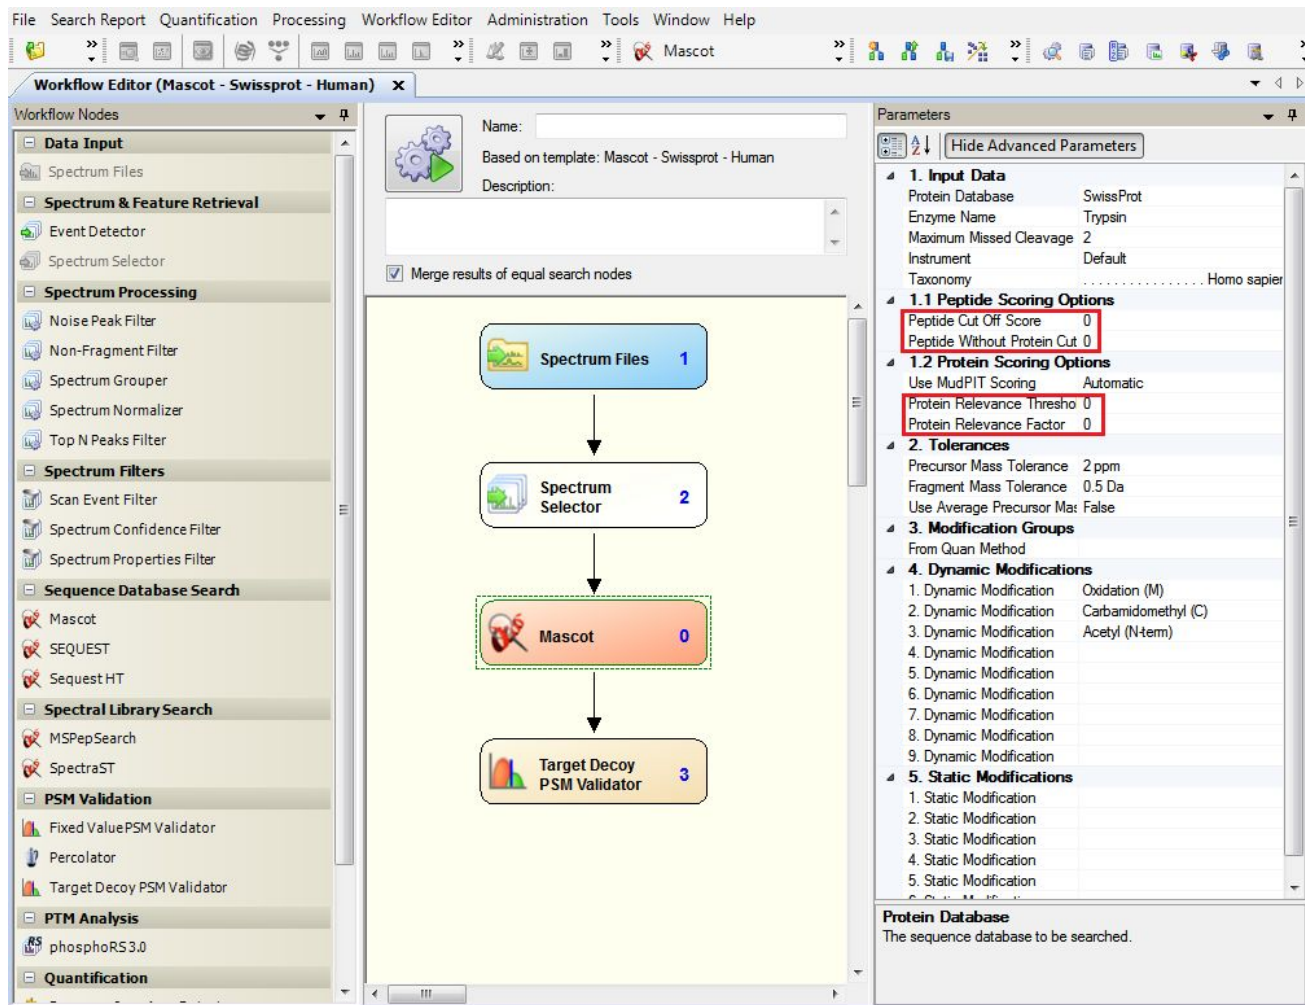 File Search Report Quantification Processing Workflow Editor Administration Tools Window Help
Mascot
Workflow Editor (Mascot - Swissprot - Human)
Workflow Nodes
Data Input
Spectrum Files
Spectrum & Feature Retrieval
Event Detector
Spectrum Selector
Spectrum Processing
Noise Peak Filter
Non-Fragment Filter
Spectrum Grouper
Spectrum Normalizer
Top N Peaks Filter
Spectrum Filters
Scan Event Filter
Spectrum Confidence Filter
Spectrum Properties Filter
Sequence Database Search
Mascot
SEQUEST
Sequest HT
Spectral Library Search
MSPepSearch
SpectraST
PSM Validation
Fixed ValuePSM Validator
Percolator
Target Decoy PSM Validator
PTM Analysis
phosphoRS3.0
Quantification
Name:
Based on template: Mascot - Swissprot - Human
Description:
Merge results of equal search nodes
Spectrum Files 1
Spectrum
Selector 2
Mascot 0
Target Decoy
PSM Validator 3
Parameters
Hide Advanced Parameters
1. Input Data
Protein Database SwissProt
Enzyme Name Trypsin
Maximum Missed Cleavage 2
Instrument Default
Taxonomy . . . . . . . . . . . . . . . . Homo sapier
1.1 Peptide Scoring Options
Peptide Cut Off Score 0
Peptide Without Protein Cut 0
1.2 Protein Scoring Options
Use MudPIT Scoring Automatic
Protein Relevance Thresho 0
Protein Relevance Factor 0
2. Tolerances
Precursor Mass Tolerance 2 ppm
Fragment Mass Tolerance 0.5 Da
Use Average Precursor Mas False
3. Modification Groups
From Quan Method
4. Dynamic Modifications
1. Dynamic Modification Oxidation (M)
2. Dynamic Modification Carbamidomethyl (C)
3. Dynamic Modification Acetyl (N-term)
4. Dynamic Modification
5. Dynamic Modification
6. Dynamic Modification
7. Dynamic Modification
8. Dynamic Modification
9. Dynamic Modification
5. Static Modifications
1. Static Modification
2. Static Modification
3. Static Modification
4. Static Modification
5. Static Modification
Protein Database
The sequence database to be searched.